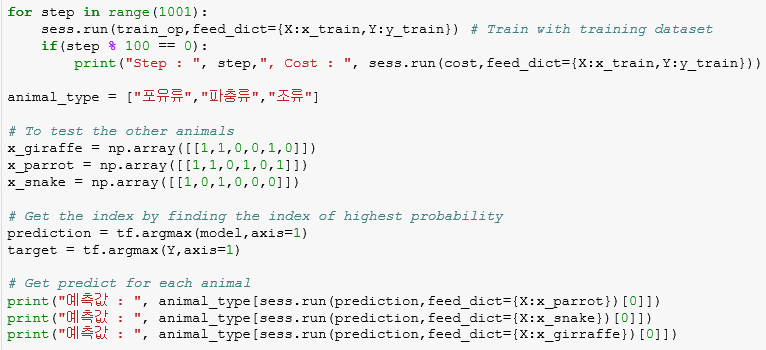 for step in range(1001):
    sess.run(train_op,feed_dict={X:x_train,Y:y_train}) # Train with training dataset
    if(step % 100 == 0):
        print("Step : ", step,", Cost : ", sess.run(cost,feed_dict={X:x_train,Y:y_train}))
animal_type = ["포유류","파충류","조류"]
# To test the other animals
x_giraffe = np.array([[1,1,0,0,1,0]])
x_parrot = np.array([[1,1,0,1,0,1]])
x_snake = np.array([[1,0,1,0,0,0]])
# Get the index by finding the index of highest probability
prediction = tf.argmax(model,axis=1)
target = tf.argmax(Y,axis=1)
# Get predict for each animal
print("예측값 : ", animal_type[sess.run(prediction,feed_dict={X:x_parrot})[0]])
print("예측값 : ", animal_type[sess.run(prediction,feed_dict={X:x_snake})[0]])
print("예측값 : ", animal_type[sess.run(prediction,feed_dict={X:x_girraffe})[0]])